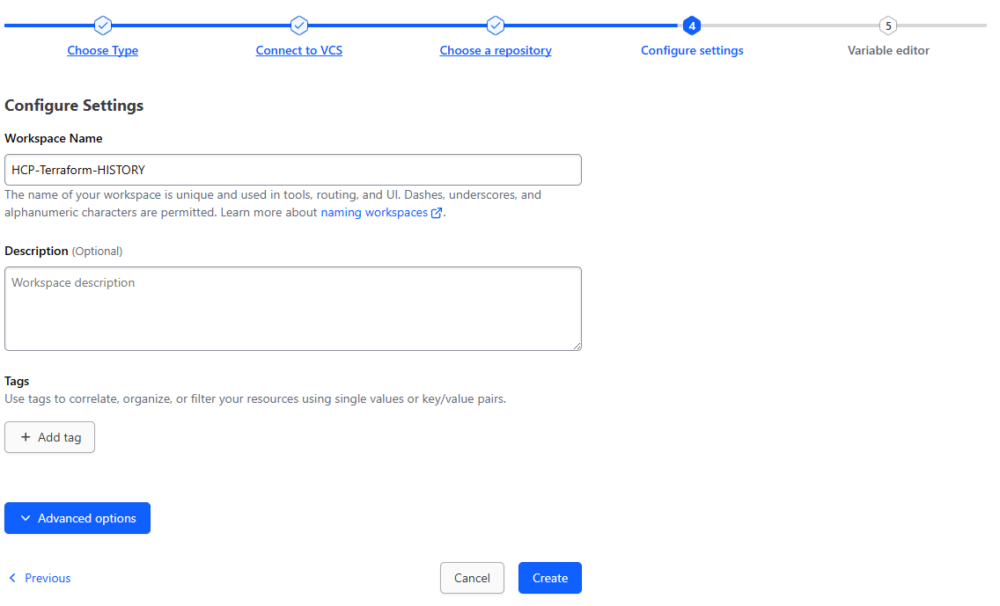 4
5
Choose Type
Connect to VCS
Choose a repository
Configure settings
Variable editor
Configure Settings
Workspace Name
HCP-Terraform-HISTORY
The name of your workspace is unique and used in tools, routing, and UI. Dashes, underscores, and
alphanumeric characters are permitted. Learn more about naming workspaces.
Description (Optional)
Workspace description
Tags
Use tags to correlate, organize, or filter your resources using single values or key/value pairs.
+ Add tag
Advanced options
Previous
Cancel
Create